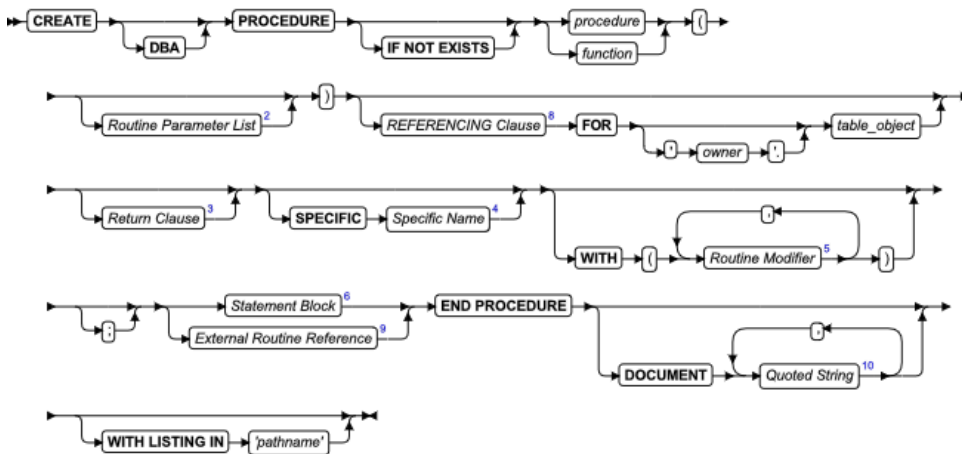 CREATE DBA PROCEDURE IF NOT EXISTS procedure function (
Routine Parameter List 2 ) REFERENCING Clause 8 FOR ' owner '. table_object
Return Clause 3 SPECIFIC Specific Name 4 WITH ( , Routine Modifier 5 )
; Statement Block 6 External Routine Reference 9 END PROCEDURE DOCUMENT , Quoted String 10
WITH LISTING IN 'pathname'